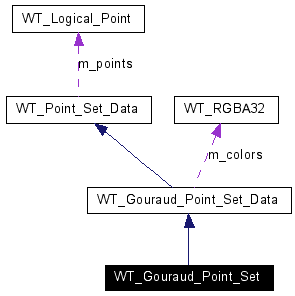 WT_Logical_Point
m_points
WT_Point_Set_Data
WT_RGBA32
m_colors
WT_Gouraud_Point_Set_Data
WT_Gouraud_Point_Set